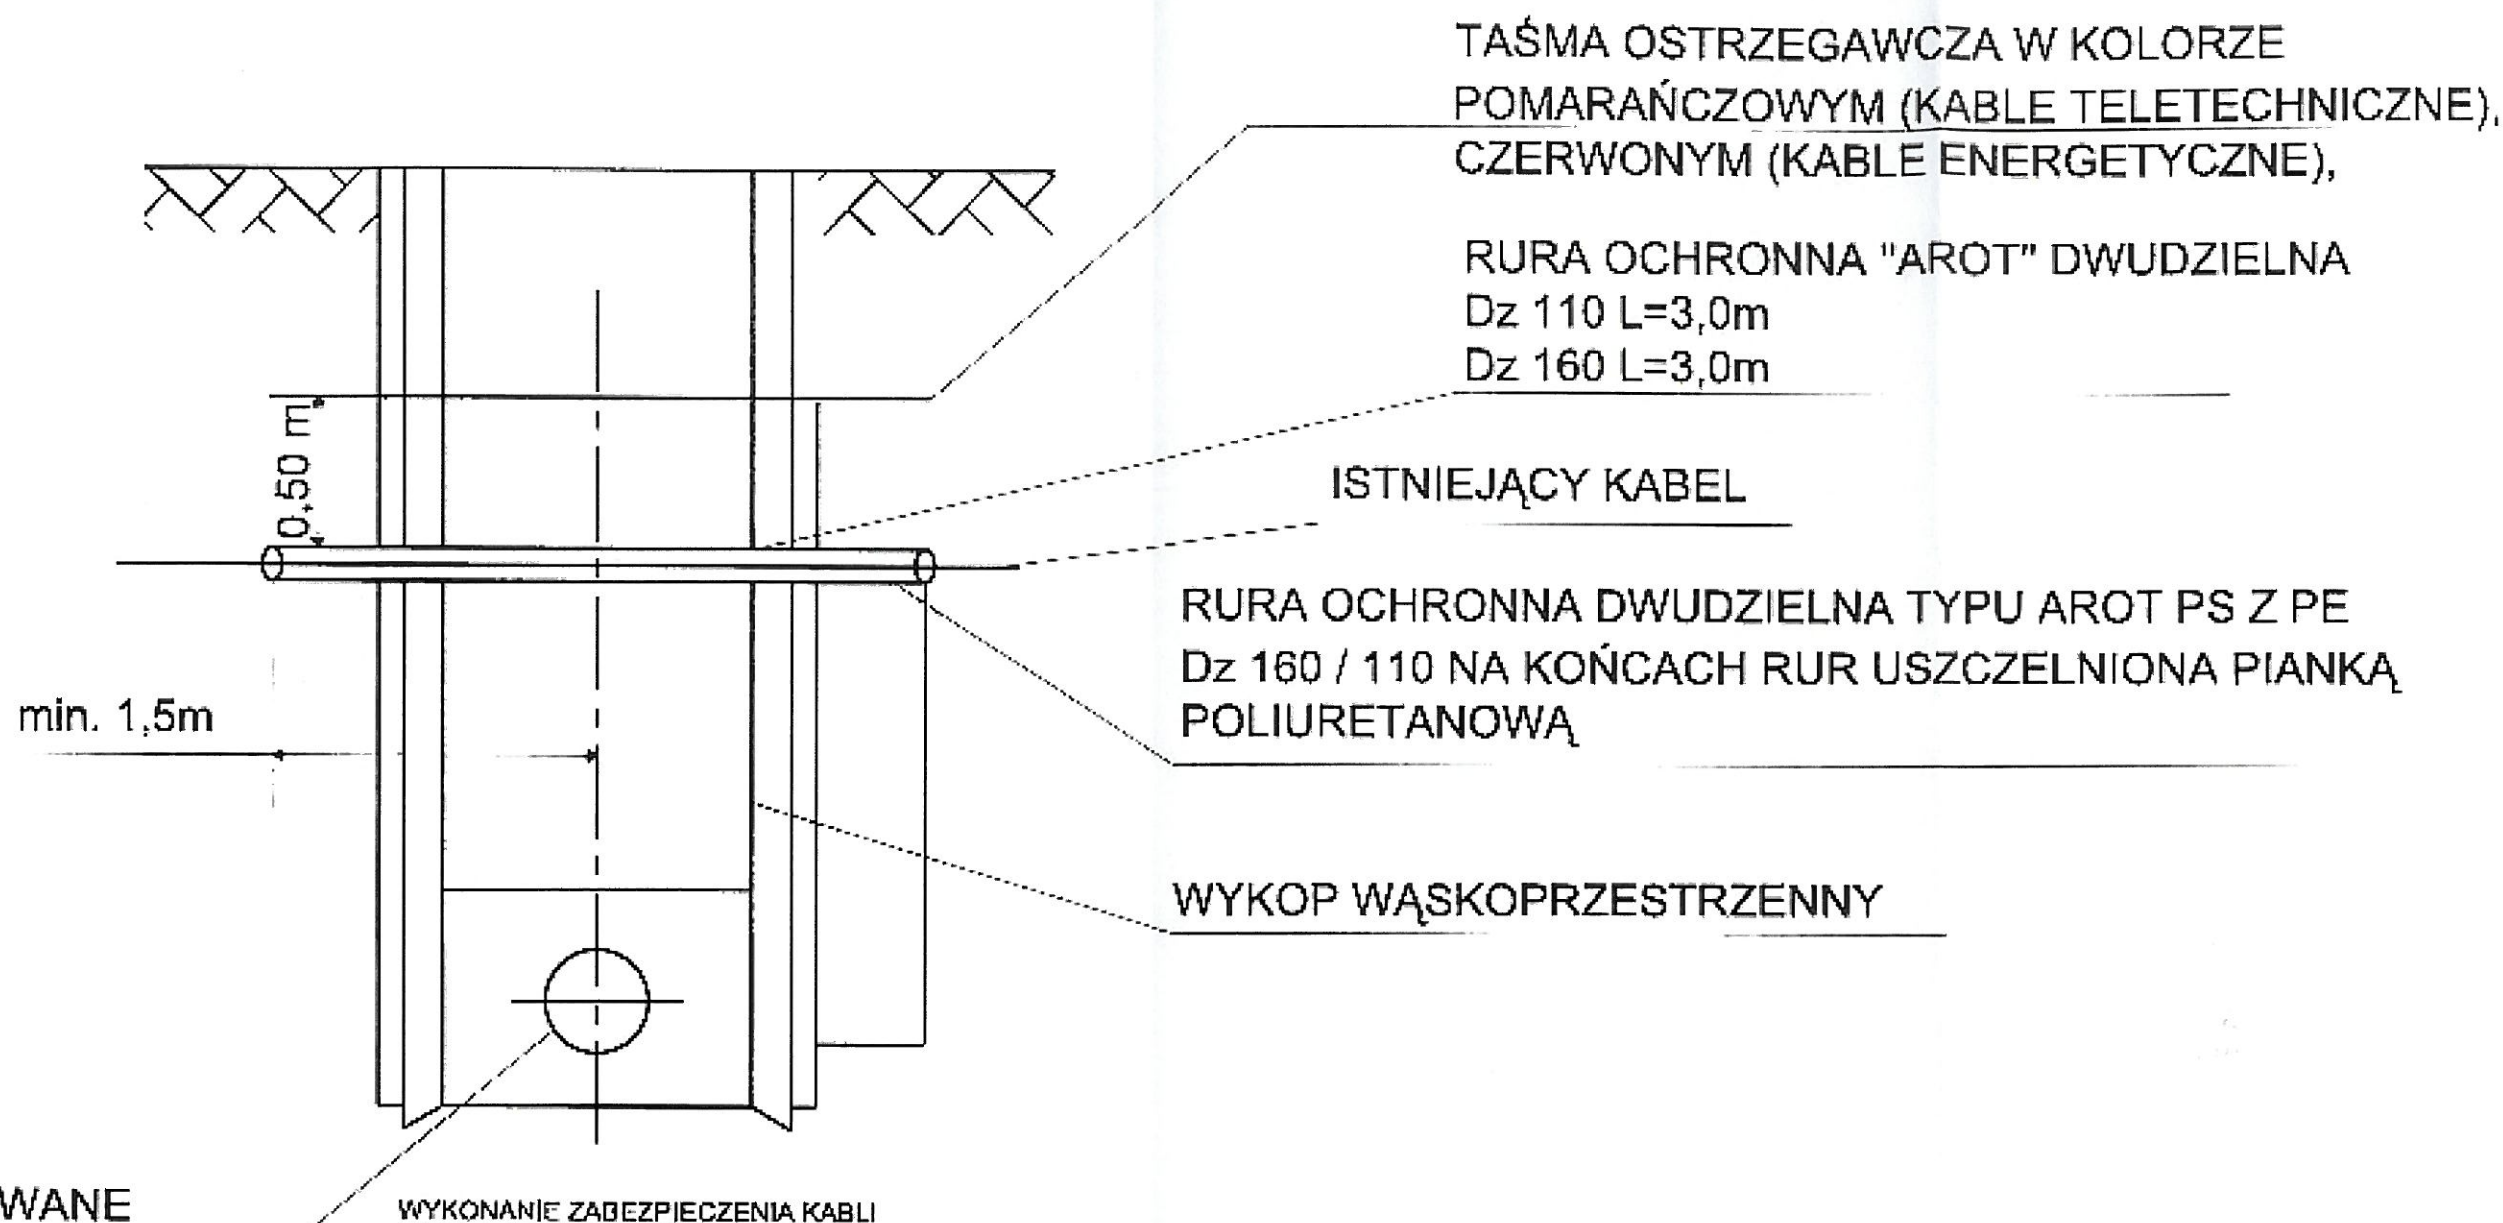 TAŚMA OSTRZEGAWCZA W KOLORZE
POMARAŃCZOWYM (KABLE TELETECHNICZNE),
CZERWONYM (KABLE ENERGETYCZNE),
RURA OCHRONNA "AROT" DWUDZIELNA
Dz 110 L=3,0m
Dz 160 L=3,0m
0,50 m
ISTNIEJĄCY KABEL
RURA OCHRONNA DWUDZIELNA TYPU AROT PS Z PE
Dz 160 / 110 NA KOŃCACH RUR USZCZELNIONA PIANKĄ
POLIURETANOWĄ
min. 1,5m
WYKOP WĄSKOPRZESTRZENNY
WANE
WYKONANIE ZABEZPIECZENIA KABLI